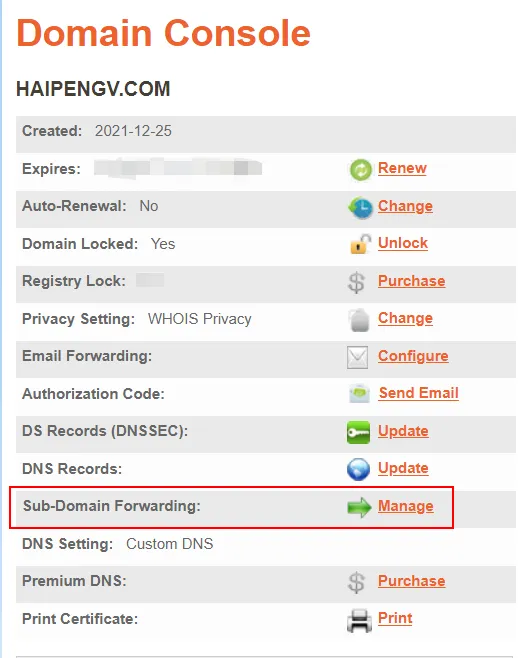 Domain Console
HAIPENGV.COM
Created: 2021-12-25
Expires: Renew
Auto-Renewal: No Change
Domain Locked: Yes Unlock
Registry Lock: $ Purchase
Privacy Setting: WHOIS Privacy Change
Email Forwarding: Configure
Authorization Code: Send Email
DS Records (DNSSEC): Update
DNS Records: Update
Sub-Domain Forwarding: Manage
DNS Setting: Custom DNS
Premium DNS: $ Purchase
Print Certificate: Print